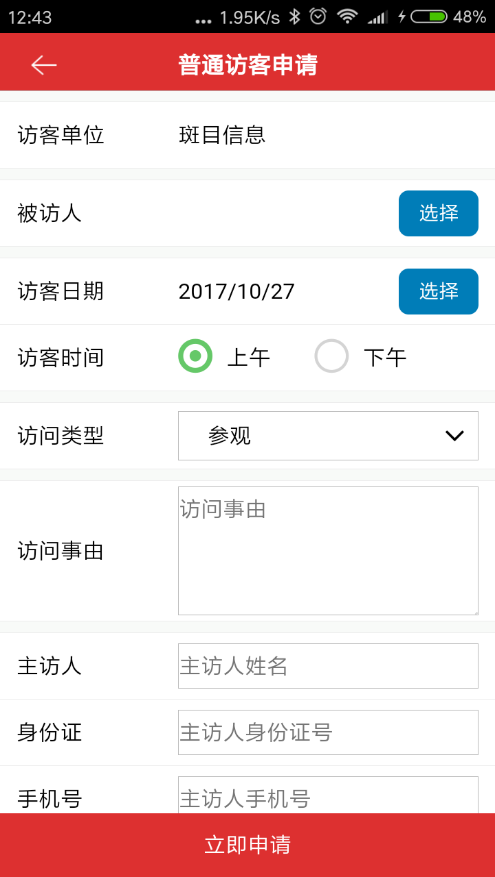 12:43
... 1.95K/s 48%
普通访客申请
访客单位 斑目信息
被访人 选择
访客日期 2017/10/27 选择
访客时间 上午 下午
访问类型 参观
访问事由 访问事由
主访人 主访人姓名
身份证 主访人身份证号
手机号 主访人手机号
立即申请